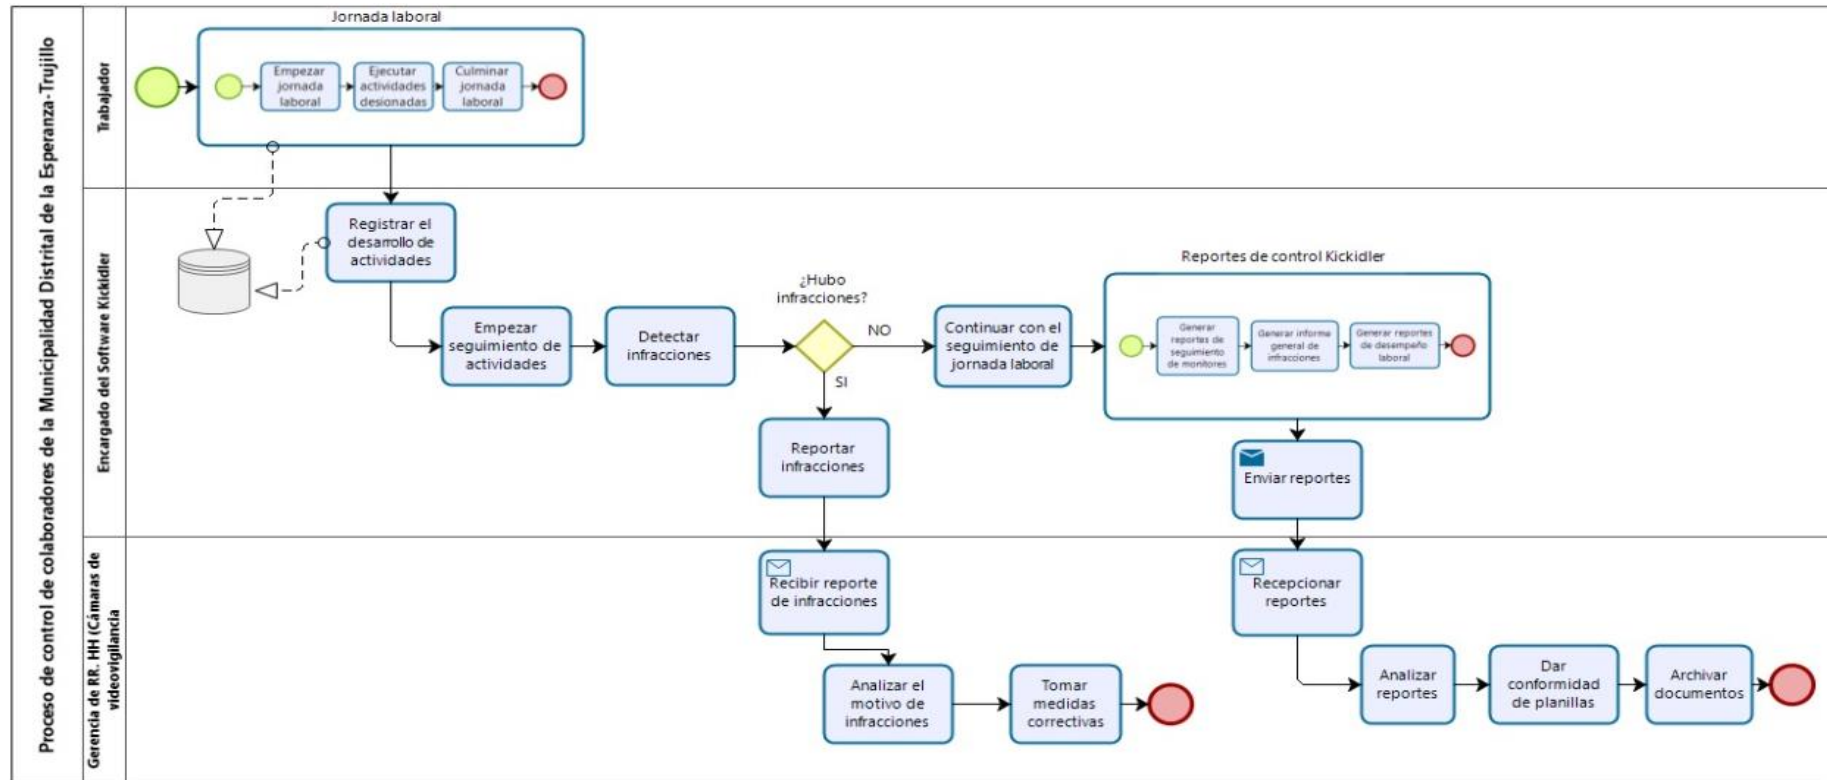 Proceso de control de colaboradores de la Municipalidad Distrital de la Esperanza-Trujillo
Trabajador
Jornada laboral
Empezar
jornada
laboral
Ejecutar
actividades
desionadas
Culminar
jornada
laboral
Encargado del Software Kickidler
Registrar el
desarrollo de
actividades
Empezar
seguimiento de
actividades
Detectar
infracciones
¿Hubo
infracciones?
NO
SI
Continuar con el
seguimiento de
jornada laboral
Reportes de control Kickidler
Generar
reportes de
seguimiento
de monitores
Generar informe
general de
infracciones
Generar reportes
de desempeño
laboral
Reportar
infracciones
Enviar reportes
Gerencia de RR. HH (Cámaras de
videovigilancia
Recibir reporte
de infracciones
Analizar el
motivo de
infracciones
Tomar
medidas
correctivas
Recepcionar
reportes
Analizar
reportes
Dar
conformidad
de planillas
Archivar
documentos